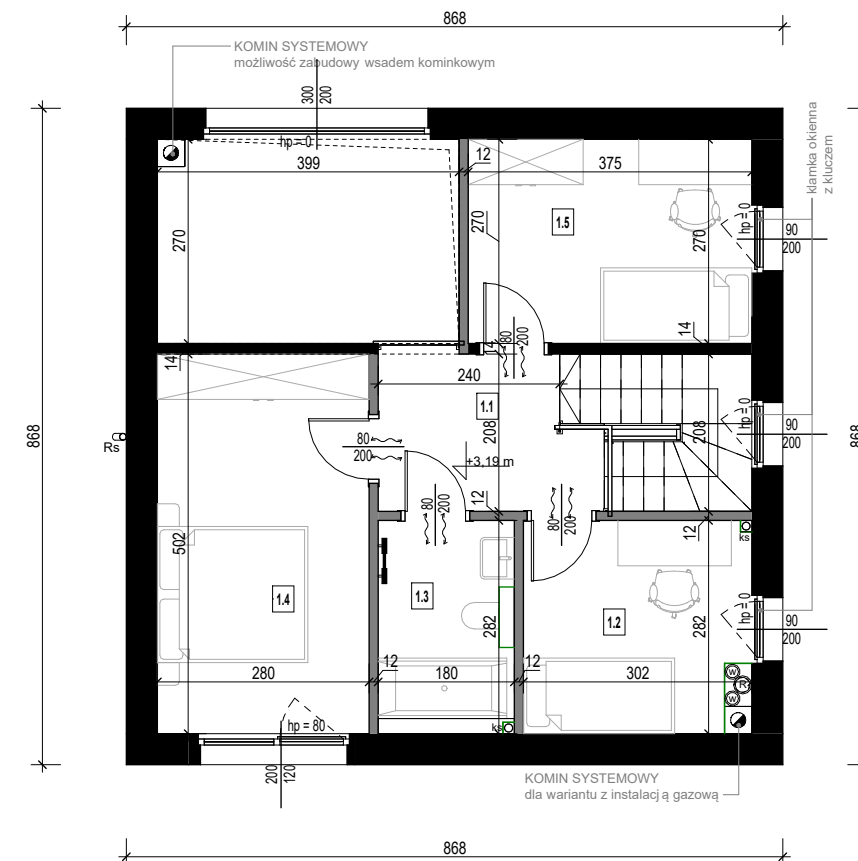 868
KOMIN SYSTEMOWY
możliwość zabudowy wsadem kominkowym
300
200
hp = 0
399
12
375
klamka okienna
z kluczem
270
270
1.5
270
hp = 0
90
200
14
80
200
14
14
240
1.1
208
208
hp = 0
90
200
868
868
Rs
80
200
+3,19 m
80
200
12
80
200
12
ks
502
1.4
1.3
282
1.2
282
hp = 0
90
200
280
12
180
12
302
W
R
W
hp = 80
ks
200
120
KOMIN SYSTEMOWY
dla wariantu z instalacją gazową
868